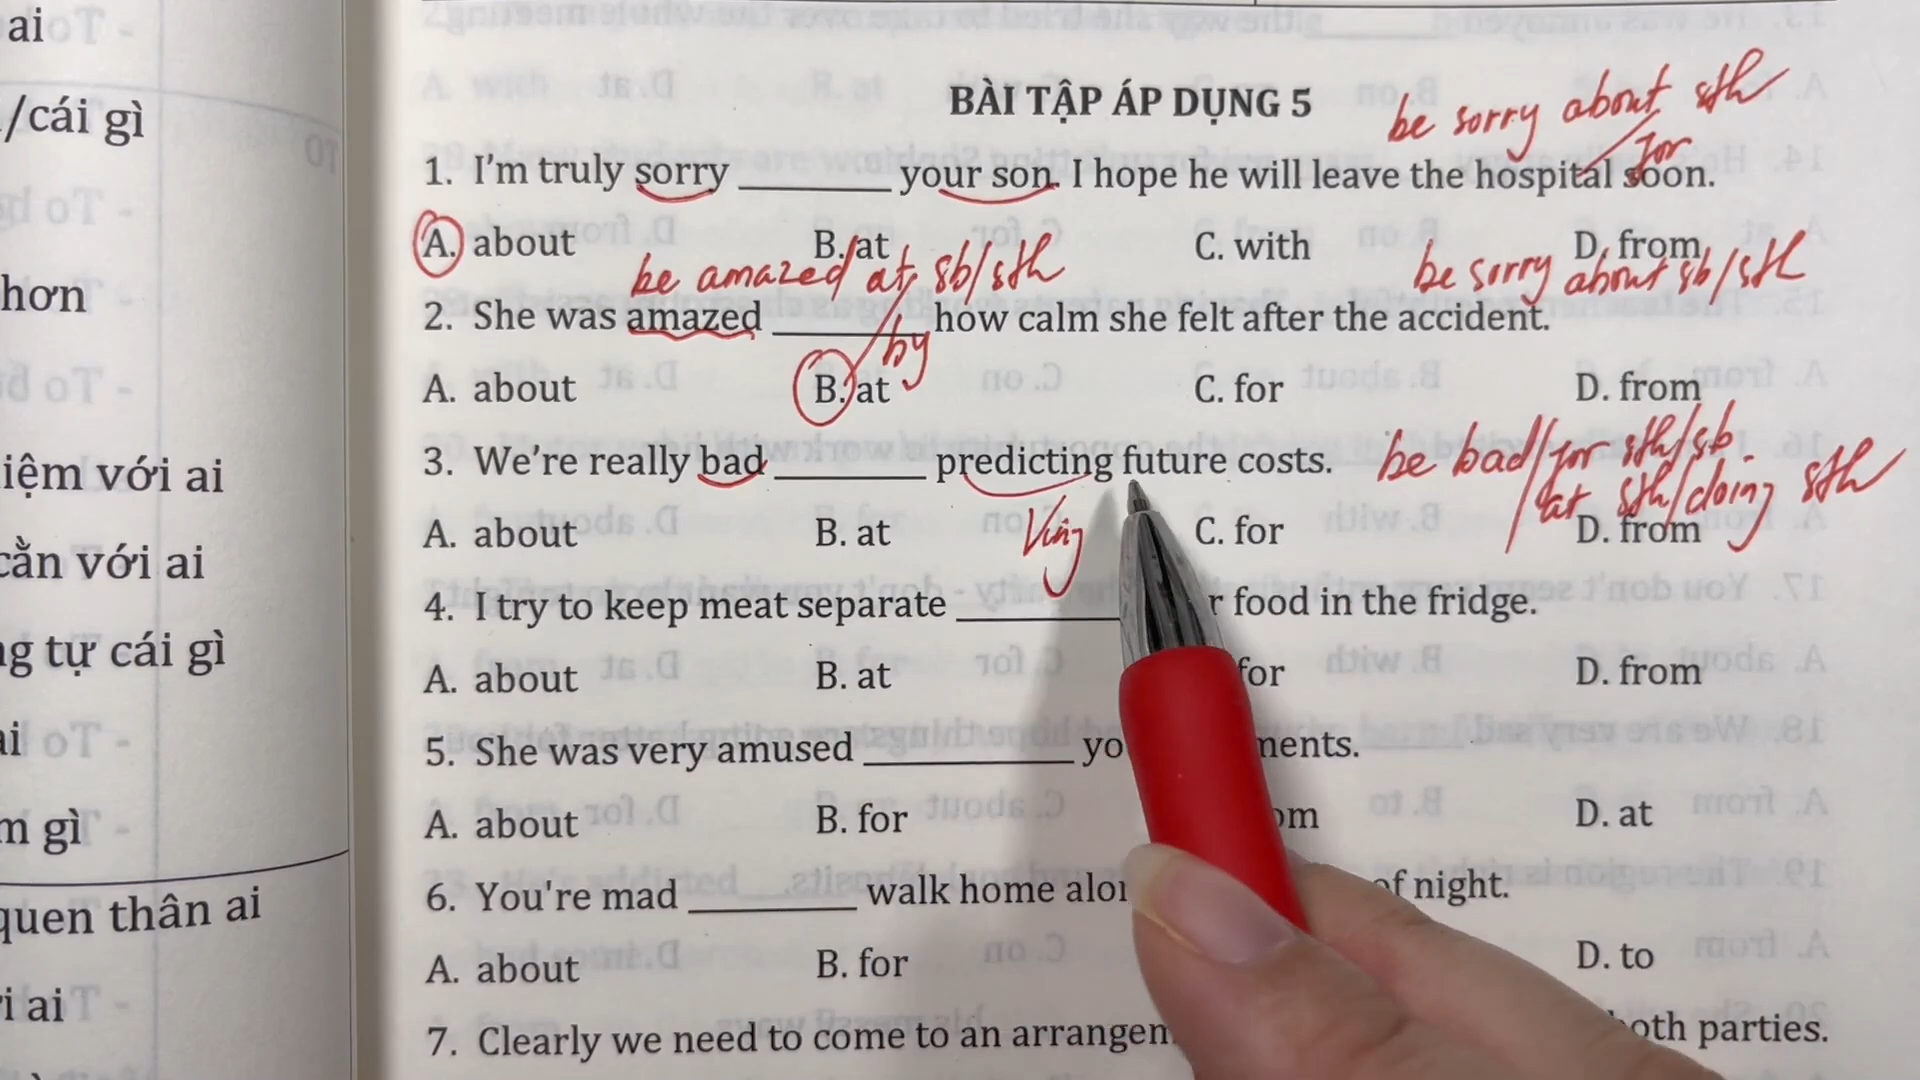 ai
/cái gì
hơn
iệm với ai
cằn với ai
ng tự cái gì
ai
m gì
quen thân ai
i ai
BÀI TẬP ÁP DỤNG 5
be sorry about sth
for
1. I'm truly sorry ________ your son. I hope he will leave the hospital soon.
A. about B. at C. with D. from
be amazed at sb/sth
by
be sorry about sb/sth
2. She was amazed ________ how calm she felt after the accident.
A. about B. at C. for D. from
3. We're really bad ________ predicting future costs.
be bad for sth/sb
at sth/doing sth
Ving
A. about B. at C. for D. from
4. I try to keep meat separate ________ r food in the fridge.
A. about B. at for D. from
5. She was very amused ________ yo ments.
A. about B. for om D. at
6. You're mad ________ walk home alon of night.
A. about B. for D. to
7. Clearly we need to come to an arrangem oth parties.